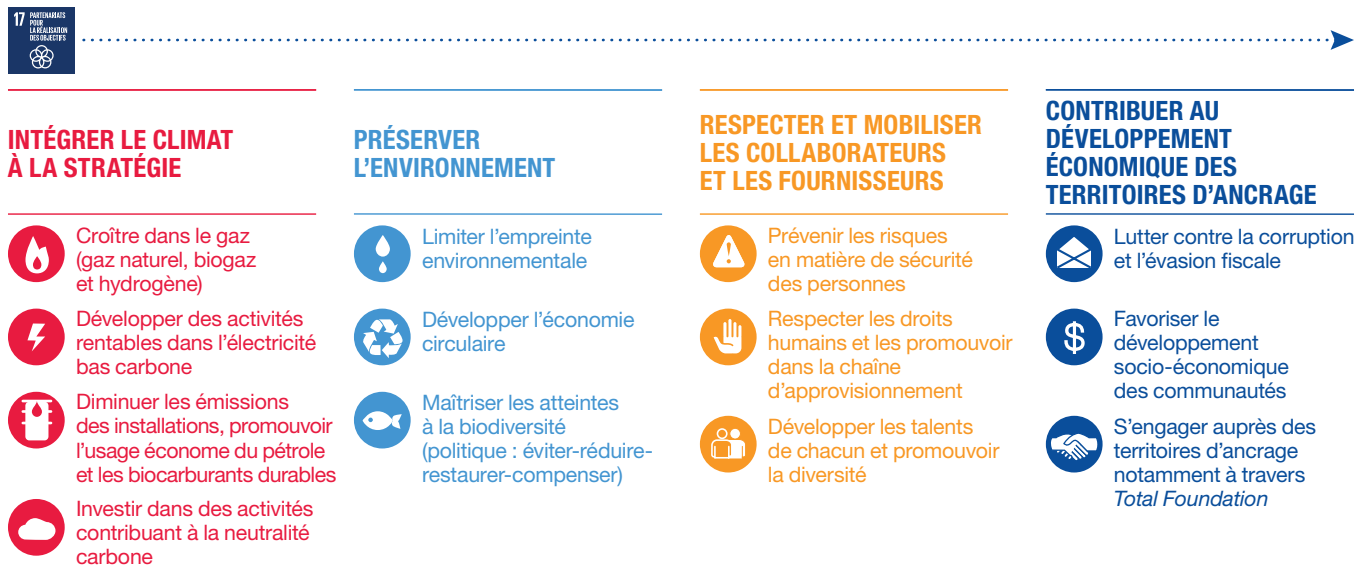 17 PARTENARIATS
POUR
LA RÉALISATION
DES OBJECTIFS
INTÉGRER LE CLIMAT
À LA STRATÉGIE
Croître dans le gaz
(gaz naturel, biogaz
et hydrogène)
Développer des activités
rentables dans l’électricité
bas carbone
Diminuer les émissions
des installations, promouvoir
l’usage économe du pétrole
et les biocarburants durables
Investir dans des activités
contribuant à la neutralité
carbone
PRÉSERVER
L’ENVIRONNEMENT
Limiter l’empreinte
environnementale
Développer l’économie
circulaire
Maîtriser les atteintes
à la biodiversité
(politique : éviter-réduire-
restaurer-compenser)
RESPECTER ET MOBILISER
LES COLLABORATEURS
ET LES FOURNISSEURS
Prévenir les risques
en matière de sécurité
des personnes
Respecter les droits
humains et les promouvoir
dans la chaîne
d’approvisionnement
Développer les talents
de chacun et promouvoir
la diversité
CONTRIBUER AU
DÉVELOPPEMENT
ÉCONOMIQUE DES
TERRITOIRES D’ANCRAGE
Lutter contre la corruption
et l’évasion fiscale
$
Favoriser le
développement
socio-économique
des communautés
S’engager auprès des
territoires d’ancrage
notamment à travers
Total Foundation